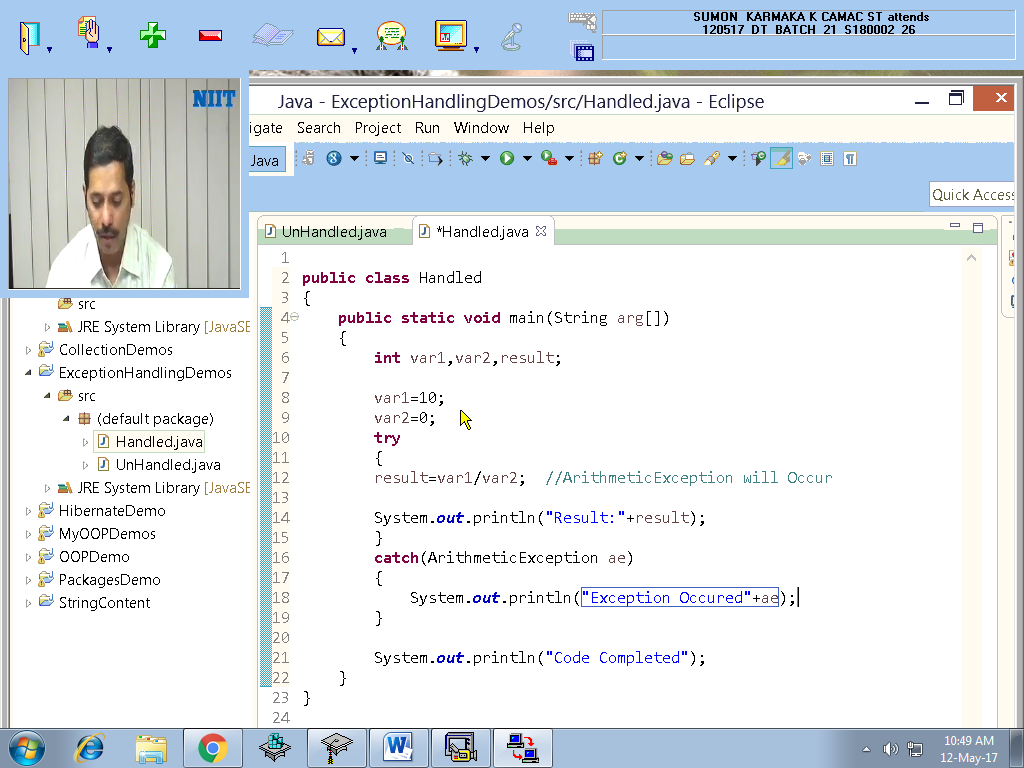 SUMON KARMAKA K CAMAC ST attends
120517 DT BATCH 21 S180002 26
NIIT
Java - ExceptionHandlingDemos/src/Handled.java - Eclipse
igate Search Project Run Window Help
Java
Quick Access
UnHandled.java
*Handled.java
1
2 public class Handled
3 {
4 public static void main(String arg[])
5 {
6 int var1,var2,result;
7
8 var1=10;
9 var2=0;
10 try
11 {
12 result=var1/var2; //ArithmeticException will Occur
13
14 System.out.println("Result:"+result);
15 }
16 catch(ArithmeticException ae)
17 {
18 System.out.println("Exception Occured"+ae);
19 }
20
21 System.out.println("Code Completed");
22 }
23 }
24
src
JRE System Library [JavaSE
CollectionDemos
ExceptionHandlingDemos
src
(default package)
Handled.java
UnHandled.java
JRE System Library [JavaSE
HibernateDemo
MyOOPDemos
OOPDemo
PackagesDemo
StringContent
10:49 AM
12-May-17